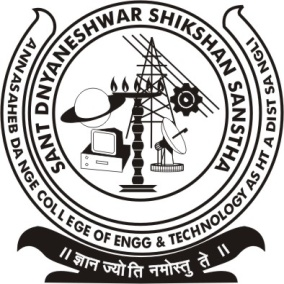 SANT DNYANESHWAR SHIKSHAN SANSTHA
ANNASAHEB DANGE COLLEGE OF ENGG & TECHNOLOGY ASHTA DIST SANGLI
॥ ज्ञान ज्योति नमोस्तु ते ॥